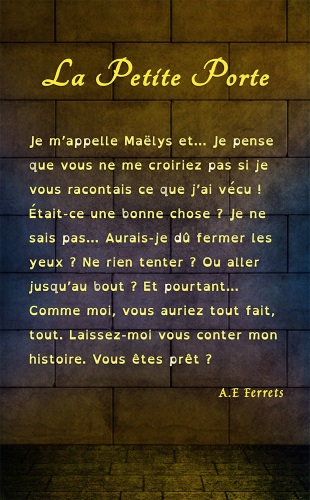 La Petite Porte
Je m'appelle Maëlys et... Je pense
que vous ne me croiriez pas si je
vous racontais ce que j'ai vécu !
Était-ce une bonne chose ? Je ne
sais pas... Aurais-je dû fermer les
yeux ? Ne rien tenter ? Ou aller
jusqu'au bout ? Et pourtant...
Comme moi, vous auriez tout fait,
tout. Laissez-moi vous conter mon
histoire. Vous êtes prêt ?
A.E Ferrets